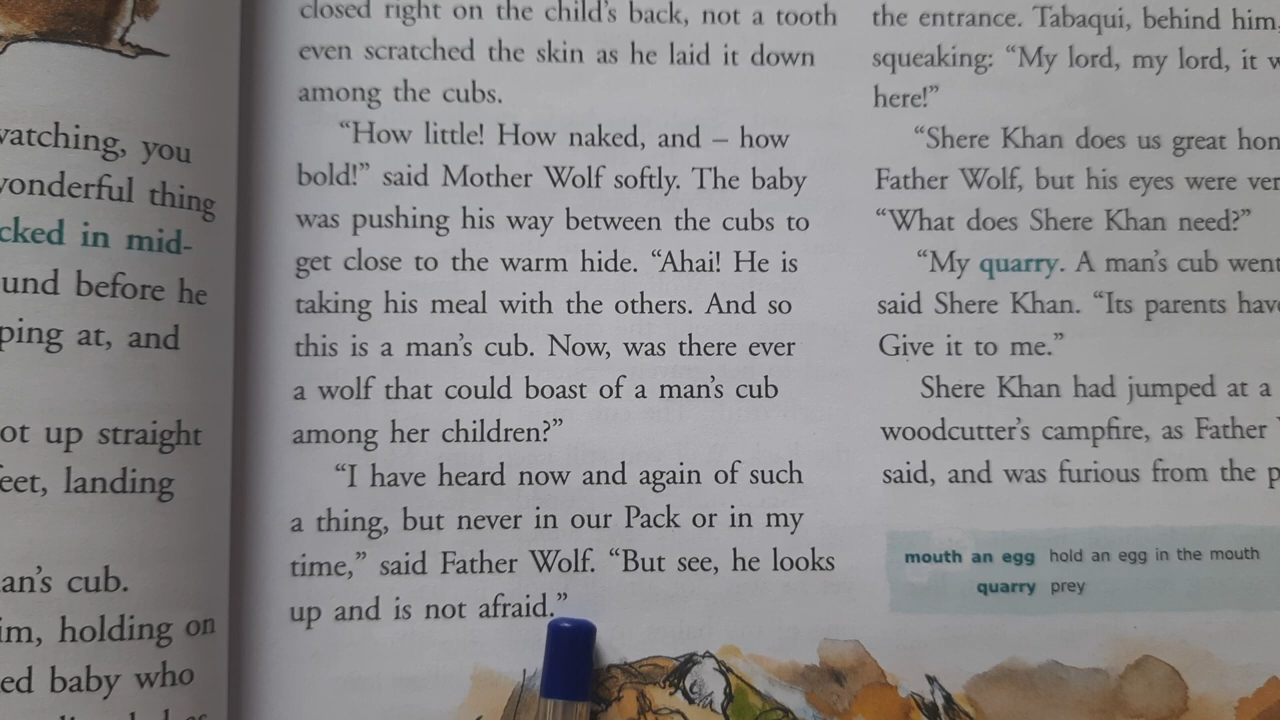 watching, you
wonderful thing
cked in mid-
und before he
ping at, and
ot up straight
eet, landing
an's cub.
im, holding on
ed baby who
closed right on the child's back, not a tooth
even scratched the skin as he laid it down
among the cubs.
“How little! How naked, and – how
bold!” said Mother Wolf softly. The baby
was pushing his way between the cubs to
get close to the warm hide. “Ahai! He is
taking his meal with the others. And so
this is a man's cub. Now, was there ever
a wolf that could boast of a man's cub
among her children?”
“I have heard now and again of such
a thing, but never in our Pack or in my
time,” said Father Wolf. “But see, he looks
up and is not afraid.”
the entrance. Tabaqui, behind him,
squeaking: “My lord, my lord, it
here!”
“Shere Khan does us great hon
Father Wolf, but his eyes were ver
“What does Shere Khan need?”
“My quarry. A man's cub went
said Shere Khan. “Its parents hav
Give it to me.”
Shere Khan had jumped at a
woodcutter's campfire, as Father
said, and was furious from the p
mouth an egg hold an egg in the mouth
quarry prey